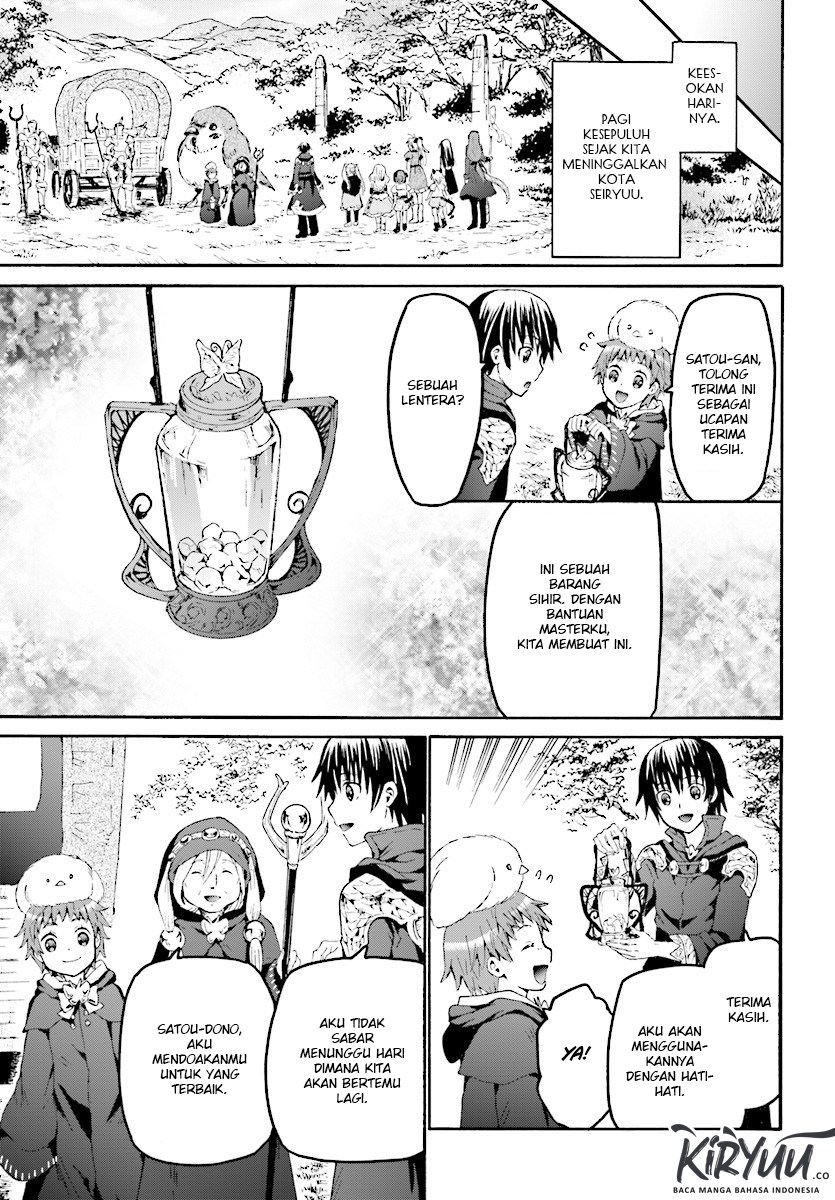 KEES-
OKAN
HARI-
NYA.
PAGI
KESEPULUH
SEJAK KITA
MENINGGALKAN
KOTA
SEIRYUU.
SATOU-SAN,
TOLONG
TERIMA INI
SEBAGAI
UCAPAN
TERIMA
KASIH.
SEBUAH
LENTERA?
INI SEBUAH
BARANG
SIHIR. DENGAN
BANTUAN
MASTERKU,
KITA MEMBUAT INI.
TERIMA
KASIH.
AKU AKAN
MENGGUNA-
KANNYA
DENGAN HATI-
HATI.
YA!
AKU TIDAK
SABAR
MENUNGGU HARI
DIMANA KITA
AKAN BERTEMU
LAGI.
SATOU-DONO,
AKU
MENDOAKANMU
UNTUK YANG
TERBAIK.
KIRYUU.CO
BACA MANGA BAHASA INDONESIA